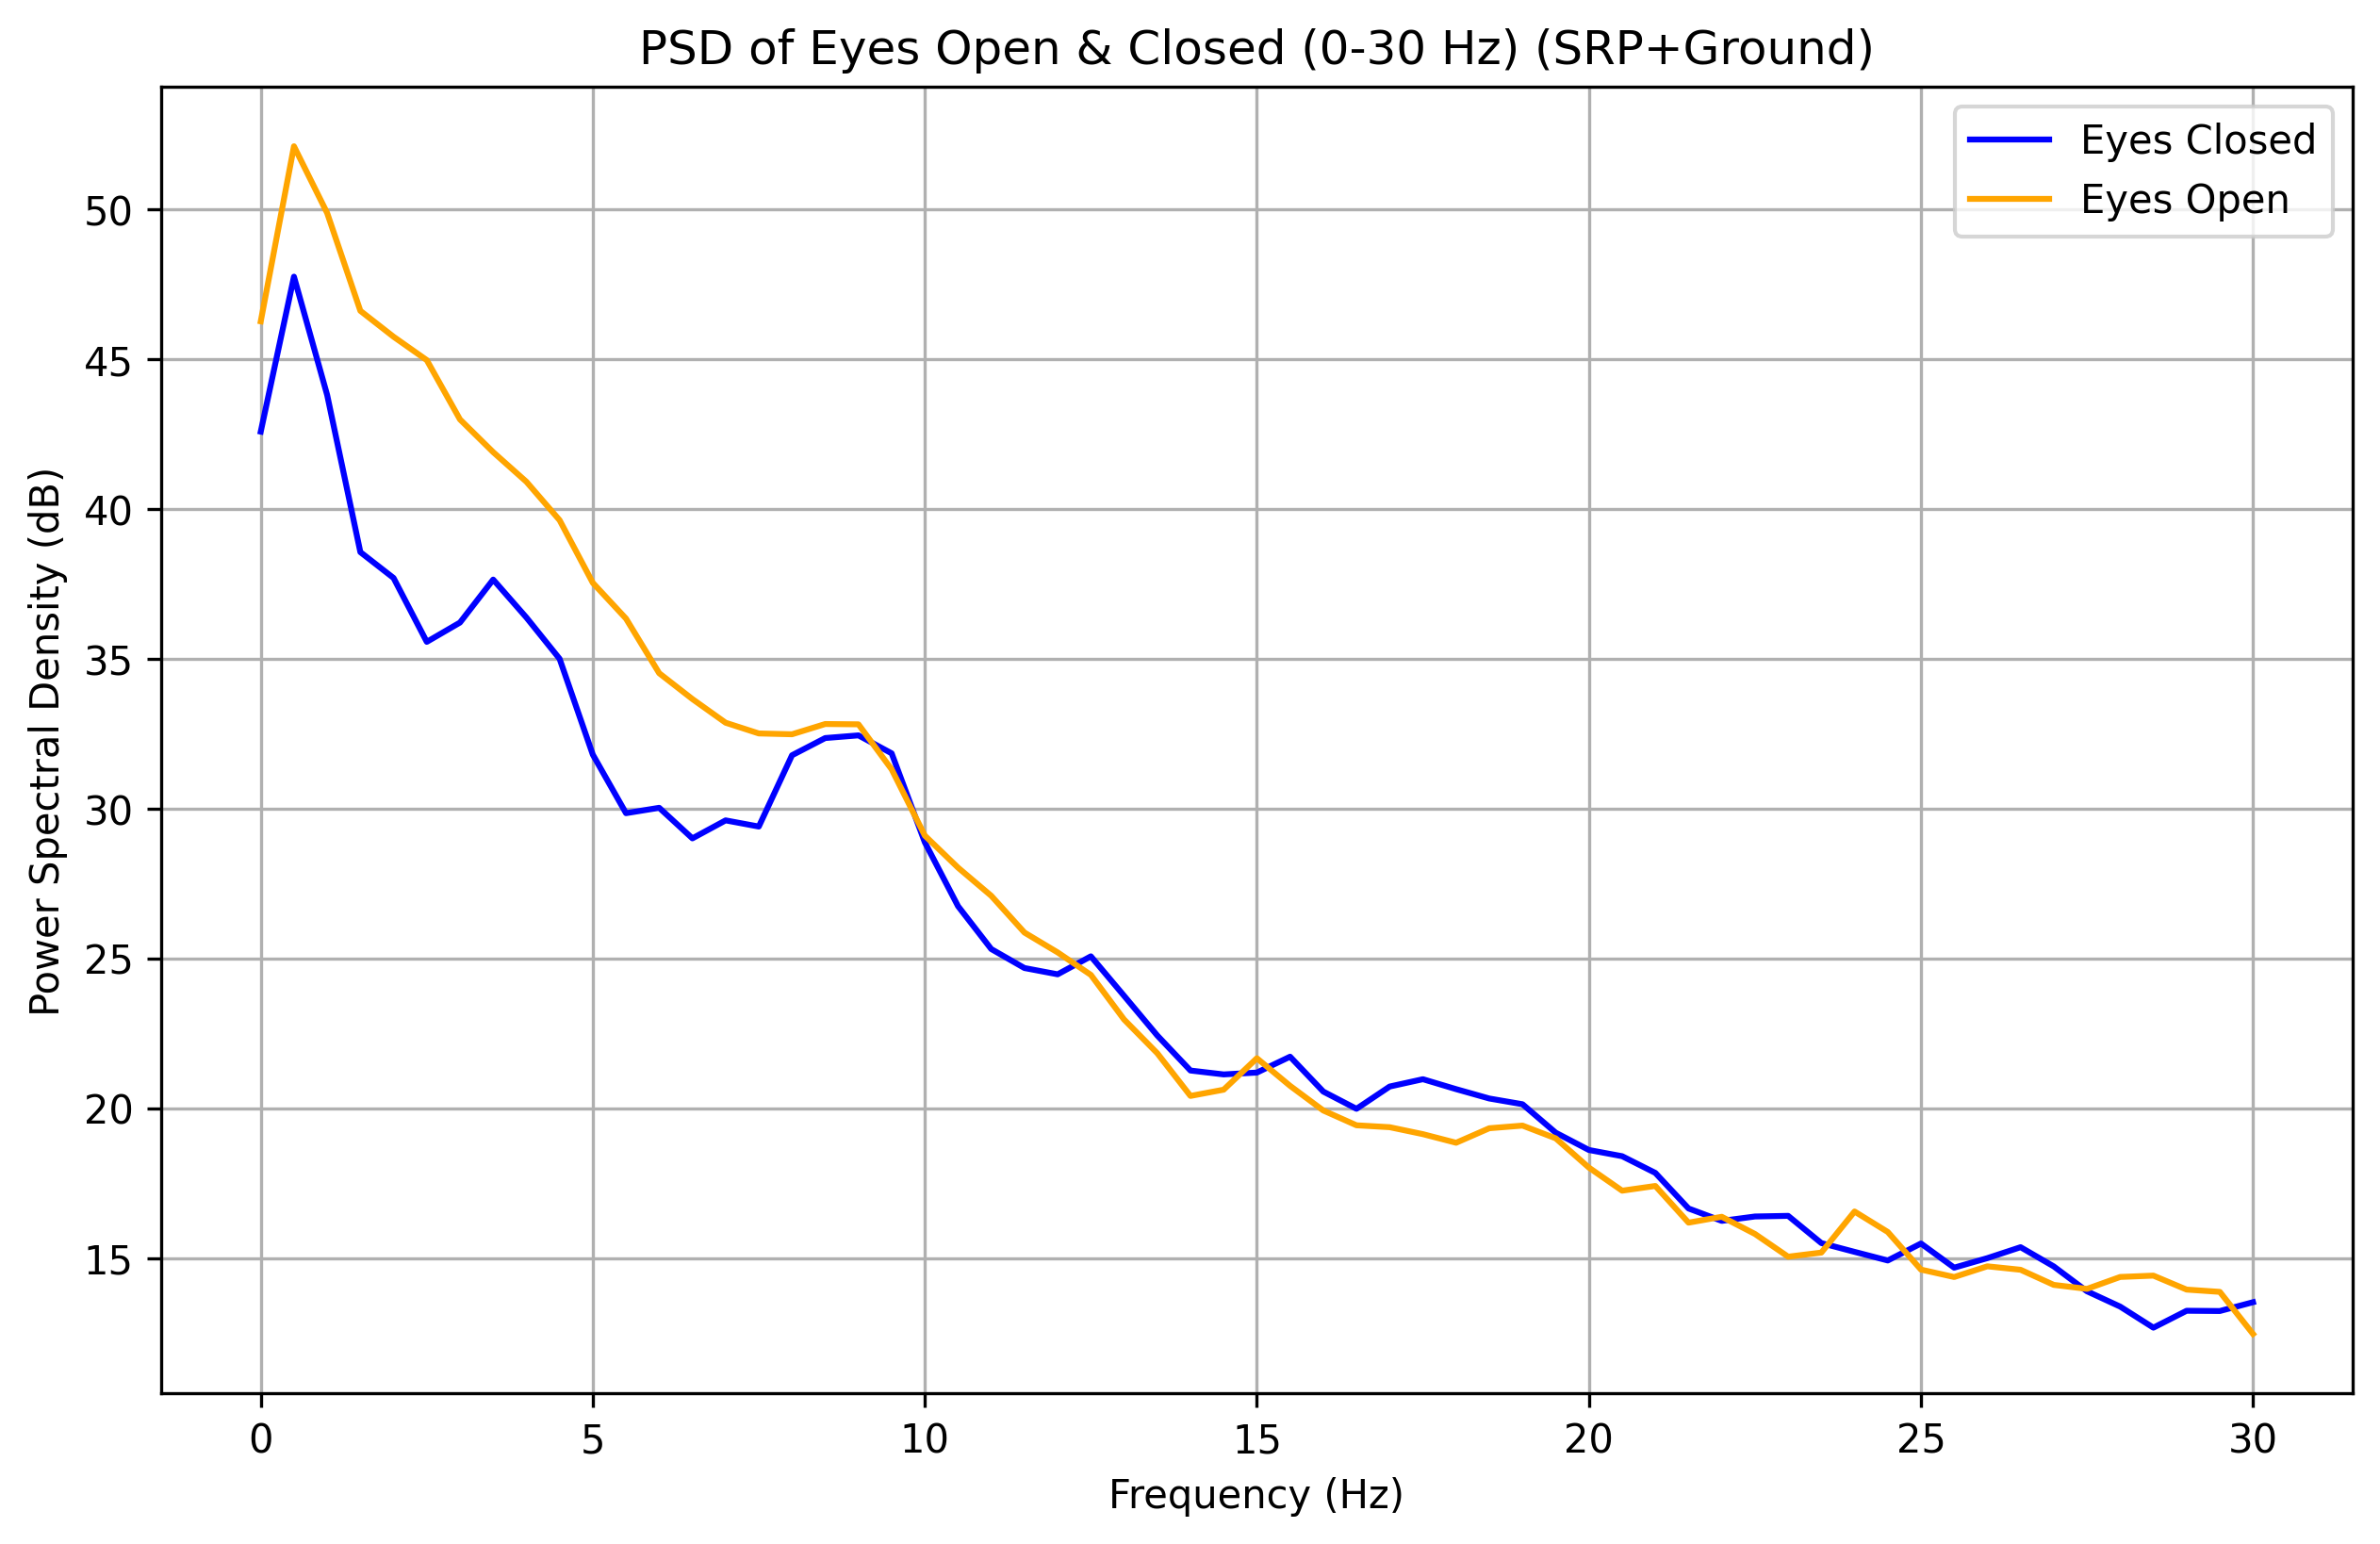 PSD of Eyes Open & Closed (0-30 Hz) (SRP+Ground)
Eyes Closed
Eyes Open
Power Spectral Density (dB)
50
45
40
35
30
25
20
15
0 5 10 15 20 25 30
Frequency (Hz)